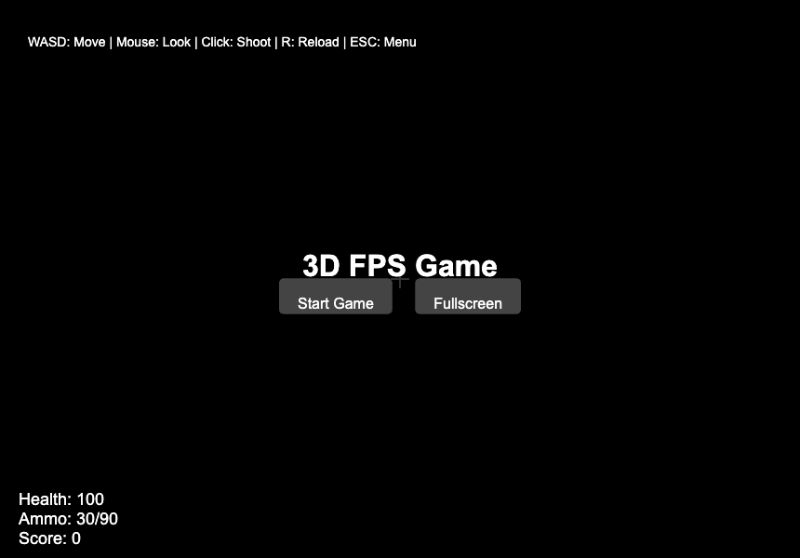 WASD: Move | Mouse: Look | Click: Shoot | R: Reload | ESC: Menu
3D FPS Game
Start Game
Fullscreen
Health: 100
Ammo: 30/90
Score: 0